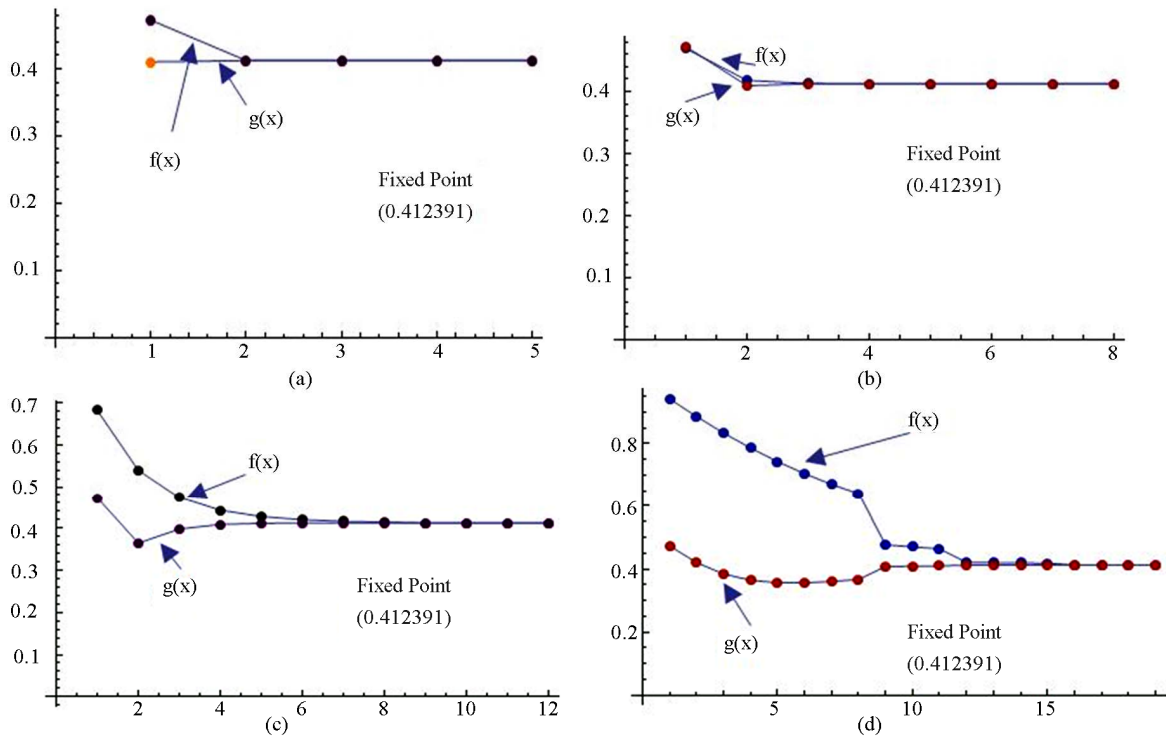 0.4
0.3
0.2
0.1
f(x)
g(x)
Fixed Point
(0.412391)
1 2 3 4 5
(a)
0.4
0.3
0.2
0.1
f(x)
g(x)
Fixed Point
(0.412391)
2 4 6 8
(b)
0.7
0.6
0.5
0.4
0.3
0.2
0.1
f(x)
g(x)
Fixed Point
(0.412391)
2 4 6 8 10 12
(c)
0.8
0.6
0.4
0.2
f(x)
g(x)
Fixed Point
(0.412391)
5 10 15
(d)